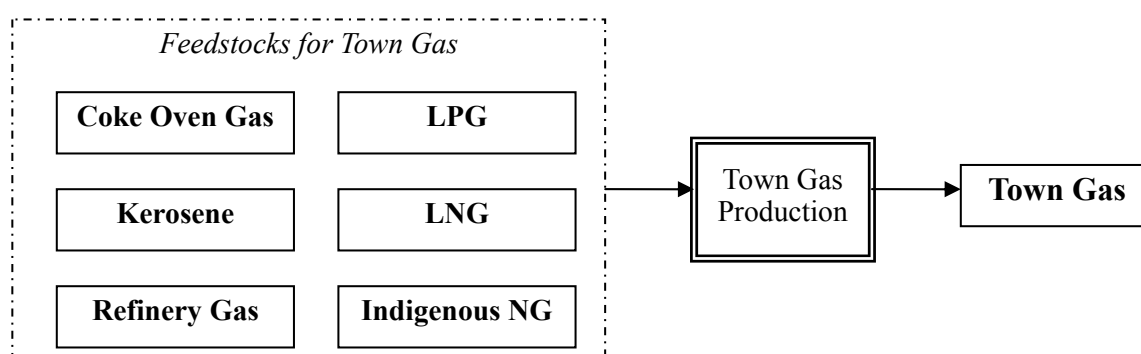 Feedstocks for Town Gas
Coke Oven Gas
LPG
Kerosene
LNG
Refinery Gas
Indigenous NG
Town Gas
Production
Town Gas